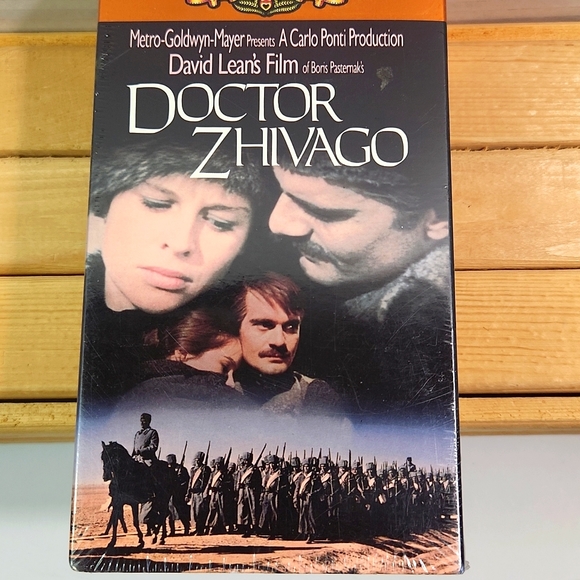 Metro-Goldwyn-Mayer Presents A Carlo Ponti Production
David Lean's Film of Boris Pasternak's
DOCTOR
ZHIVAGO